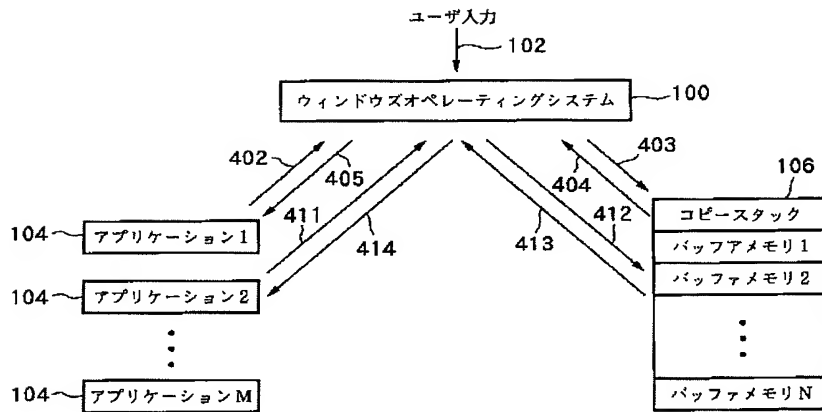 ユーザ入力
102
ウィンドウズオペレーティングシステム
100
402
405
404
403
106
411
414
413
412
コピースタック
104
アプリケーション1
バッフアメモリ1
104
アプリケーション2
バッファメモリ2
104
アプリケーションM
バッファメモリN